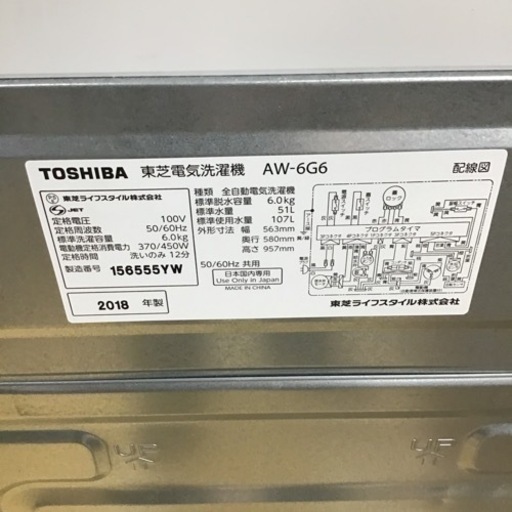 TOSHIBA 東芝電気洗濯機 AW-6G6 配線図
東芝ライフスタイル株式会社
JET
定格電圧 100V
定格周波数 50/60Hz
標準洗濯容量 6.0kg
電動機定格消費電力 370/450W
定格時間 洗いのみ 12分
製造番号 156555YW
2018 年製
種類 全自動電気洗濯機
標準脱水容量 6.0kg
標準水量 51L
標準使用水量 107L
外形寸法 幅 563mm
奥行 580mm
高さ 957mm
50/60Hz 共用
日本国内専用
Use Only in Japan
MADE IN CHINA
ロック
プログラムタイマ
東芝ライフスタイル株式会社